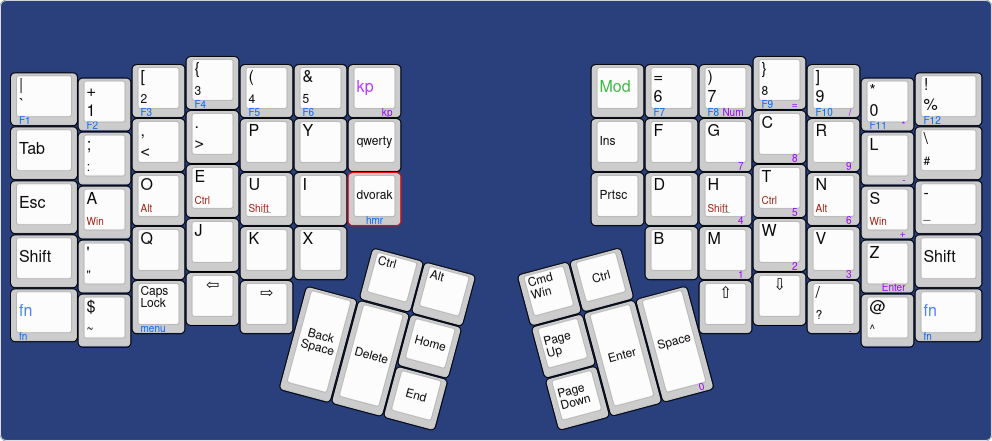 |
`
F1
+
1
F2
[
2
F3
{
3
F4
(
4
F5
&
5
F6
kp
kp
Mod
=
6
F7
)
7
F8 Num
}
8
F9 =
]
9
F10 /
*
0
F11 *
!
%
F12
Tab
;
:
,
<
.
>
P
Y
qwerty
Ins
F
G
7
C
8
R
9
L
-
\
#
Esc
A
Win
O
Alt
E
Ctrl
U
Shift
I
dvorak
hmr
Prtsc
D
H
Shift
4
T
Ctrl
5
N
Alt
6
S
Win
+
-
_
Shift
'
"
Q
J
K
X
B
M
1
W
2
V
3
Z
Enter
Shift
fn
fn
$
~
Caps
Lock
menu
⇦
⇨
⇧
⇩
/
?
.
@
^
fn
fn
Ctrl
Alt
Back
Space
Delete
Home
End
Cmd
Win
Ctrl
Page
Up
Enter
Space
0
Page
Down